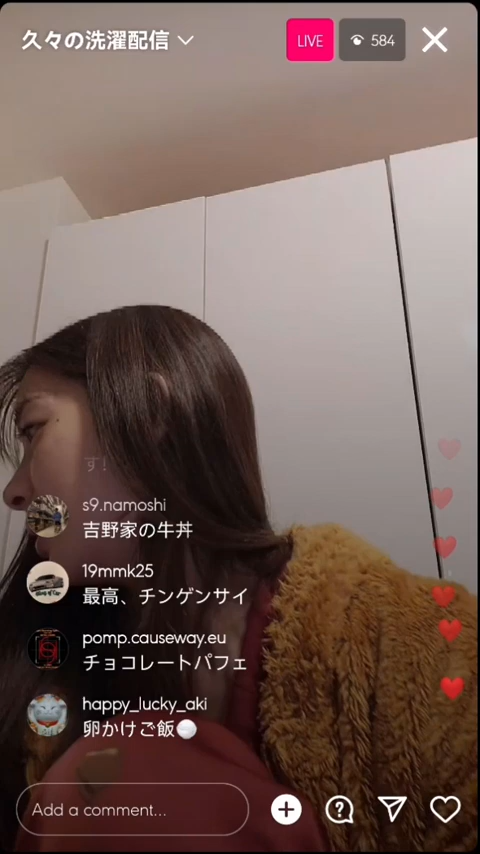 久々の洗濯配信
LIVE
584
す!
s9.namoshi
吉野家の牛丼
19mmk25
最高、チンゲンサイ
pomp.causeway.eu
チョコレートパフェ
happy_lucky_aki
卵かけご飯🍚
Add a comment...